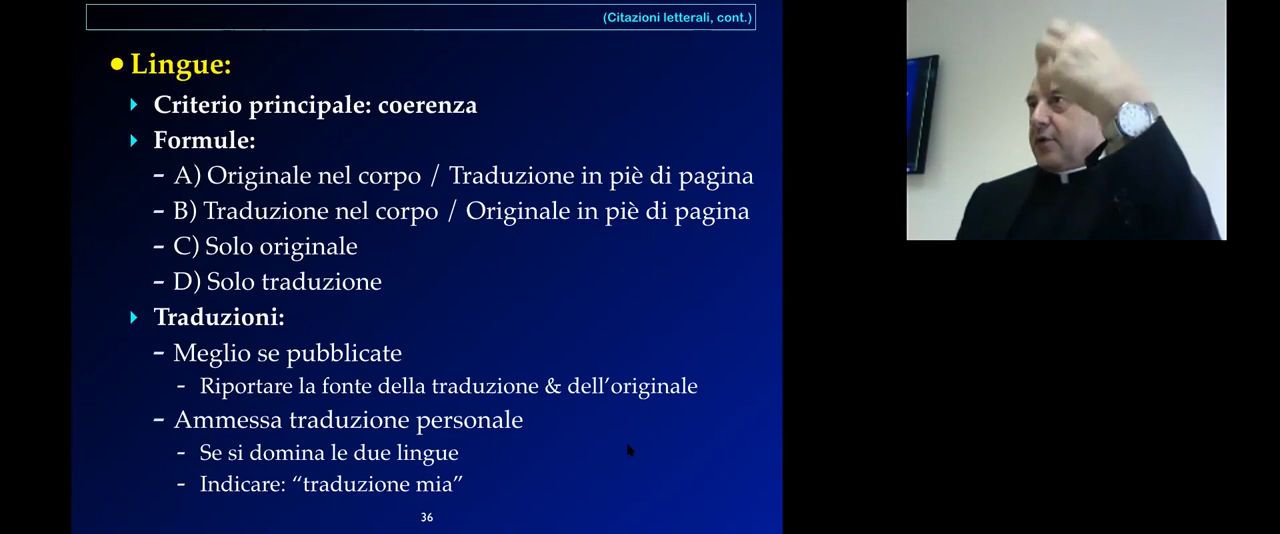 (Citazioni letterali, cont.)
Lingue:
Criterio principale: coerenza
Formule:
- A) Originale nel corpo / Traduzione in piè di pagina
- B) Traduzione nel corpo / Originale in piè di pagina
- C) Solo originale
- D) Solo traduzione
Traduzioni:
- Meglio se pubblicate
- Riportare la fonte della traduzione & dell'originale
- Ammessa traduzione personale
- Se si domina le due lingue
- Indicare: “traduzione mia”
36